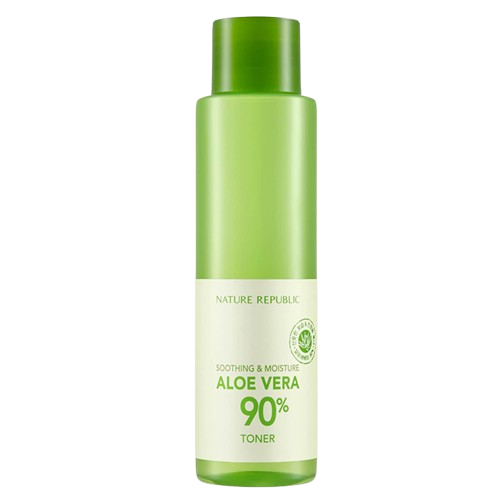 NATURE REPUBLIC
SOOTHING & MOISTURE
ALOE VERA
90%
TONER